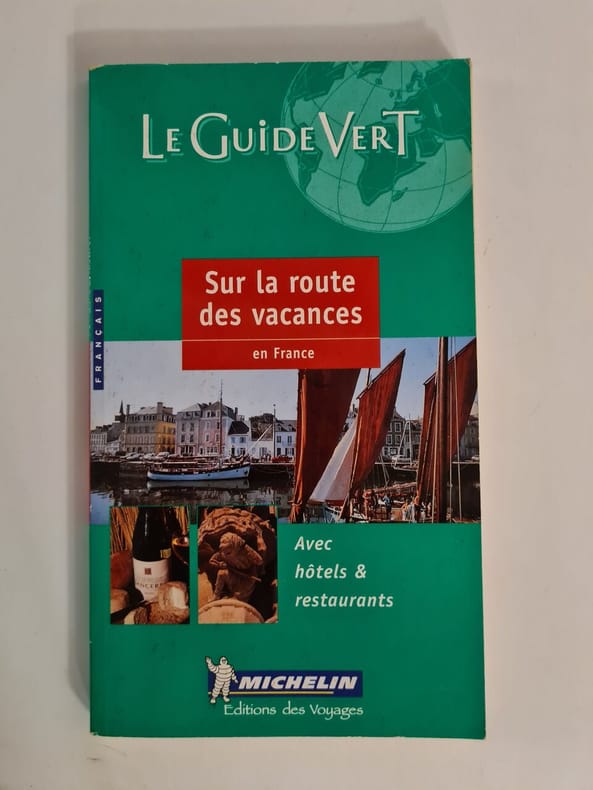 LE GUIDE VERT
Sur la route
des vacances
en France
FRANÇAIS
Avec
hôtels &
restaurants
MICHELIN
Editions des Voyages